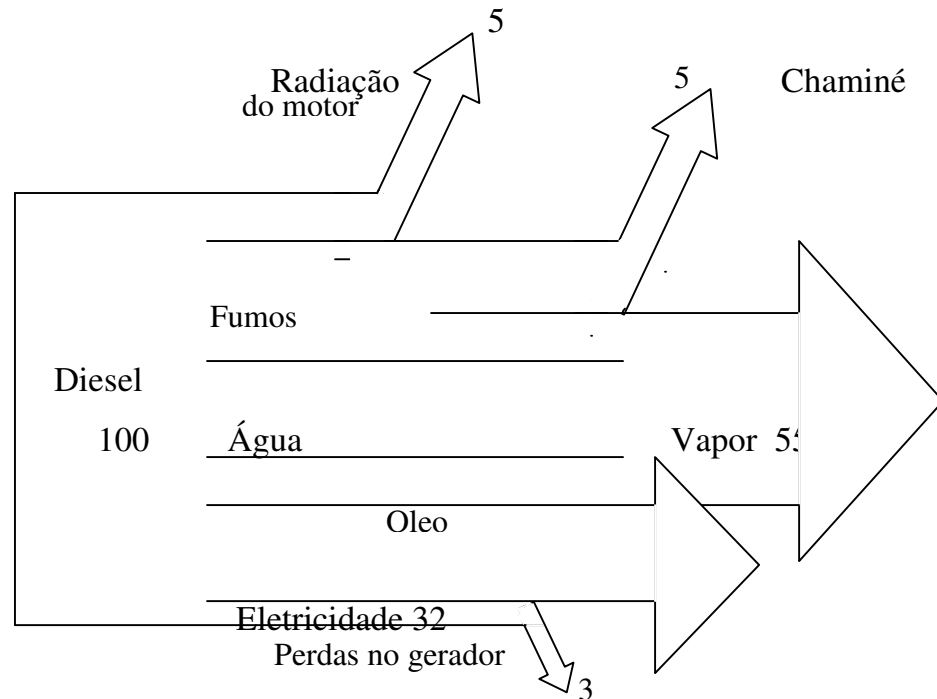 5
Radiação
do motor
5
Chaminé
Fumos
Diesel
100
Água
Vapor 55
Oleo
Eletricidade 32
Perdas no gerador
3